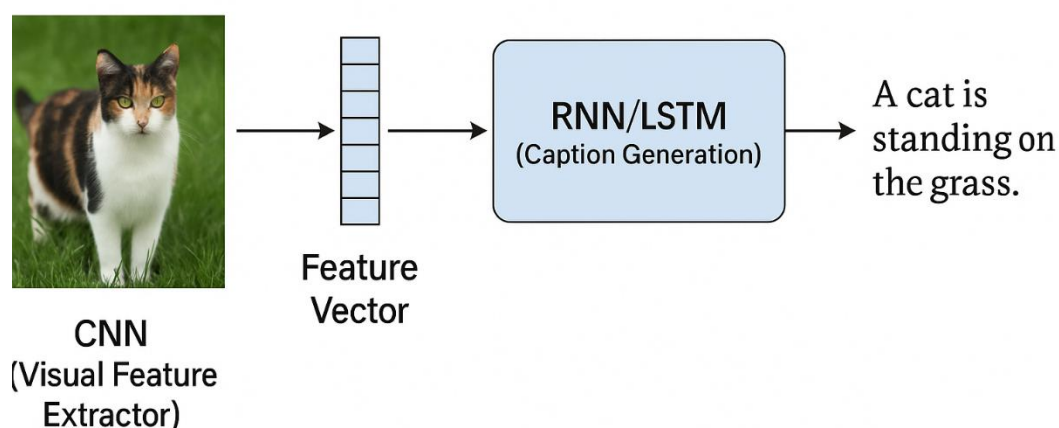 CNN
(Visual Feature
Extractor)
Feature
Vector
RNN/LSTM
(Caption Generation)
A cat is
standing on
the grass.